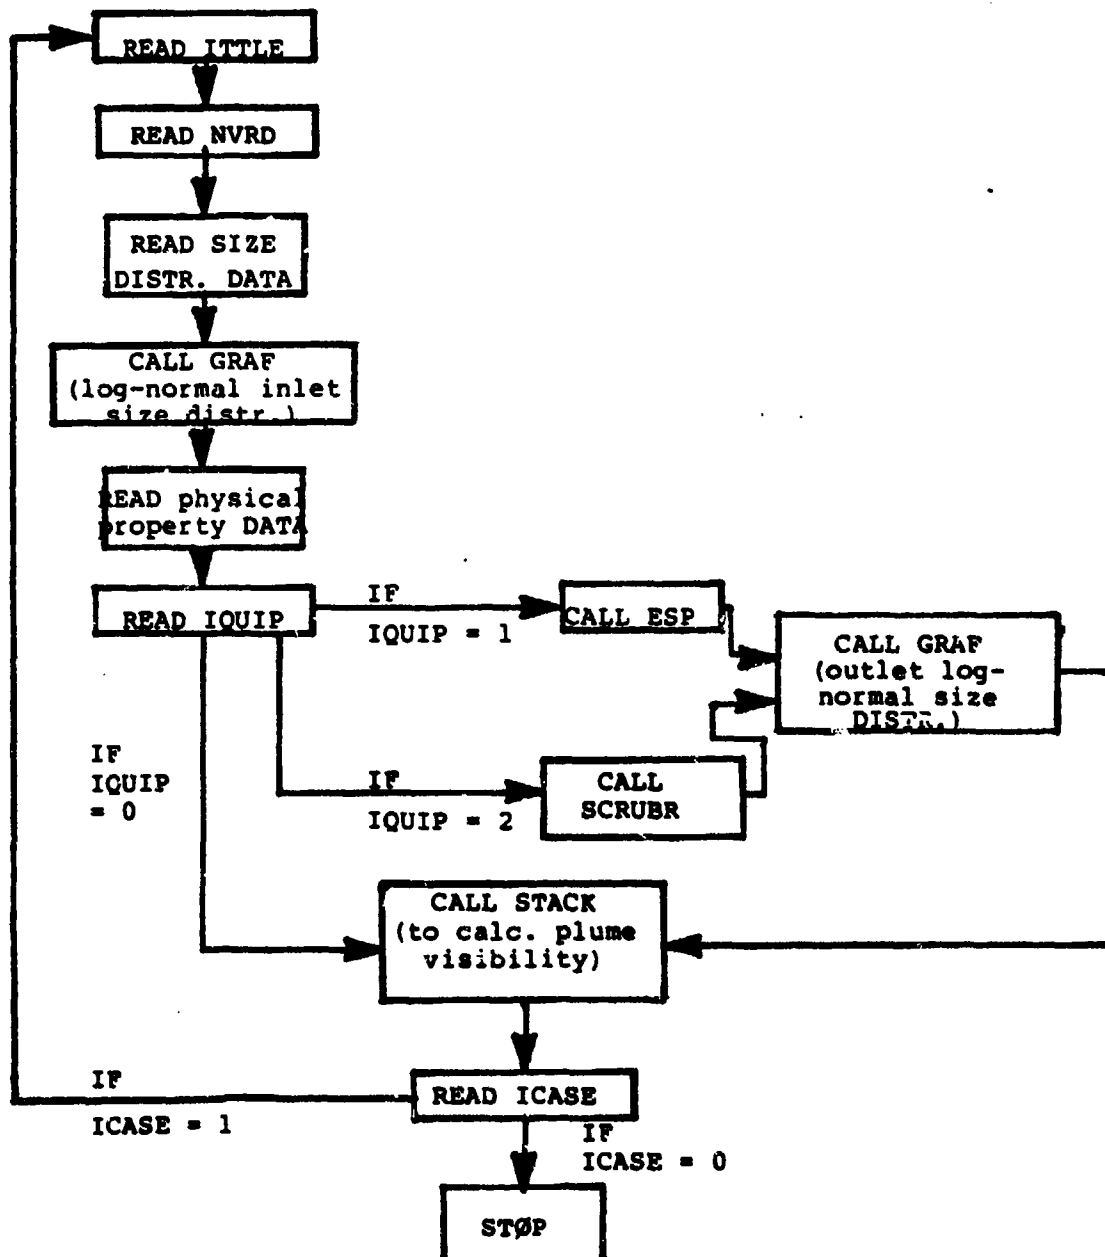 READ ITTLE
READ NVRD
READ SIZE
DISTR. DATA
CALL GRAF
(log-normal inlet
size distr.)
READ physical
property DATA
READ IQUIP
IF
IQUIP = 1
CALL ESP
CALL GRAF
(outlet log-
normal size
DISTR.)
IF
IQUIP
= 0
IF
IQUIP = 2
CALL
SCRUBR
CALL STACK
(to calc. plume
visibility)
READ ICASE
IF
ICASE = 1
IF
ICASE = 0
STØP